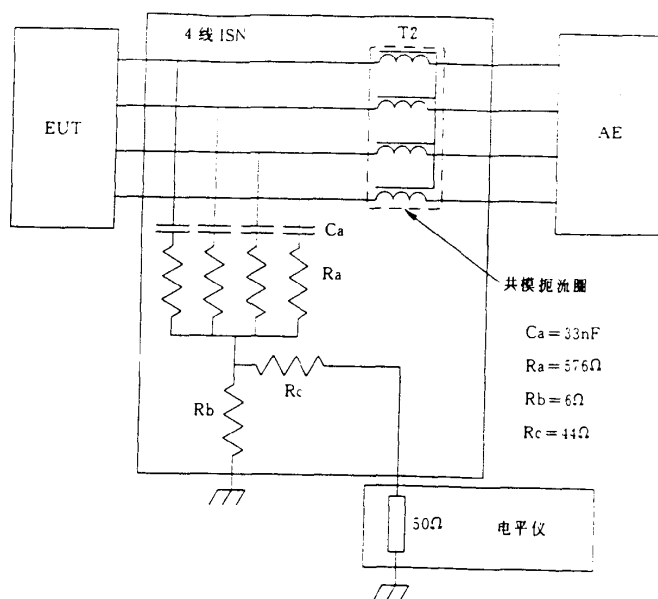 4线 ISN
T2
EUT
AE
Ca
Ra
共模扼流圈
Ca=33nF
Ra=576Ω
Rb=6Ω
Rc=44Ω
Rc
Rb
50Ω
电平仪